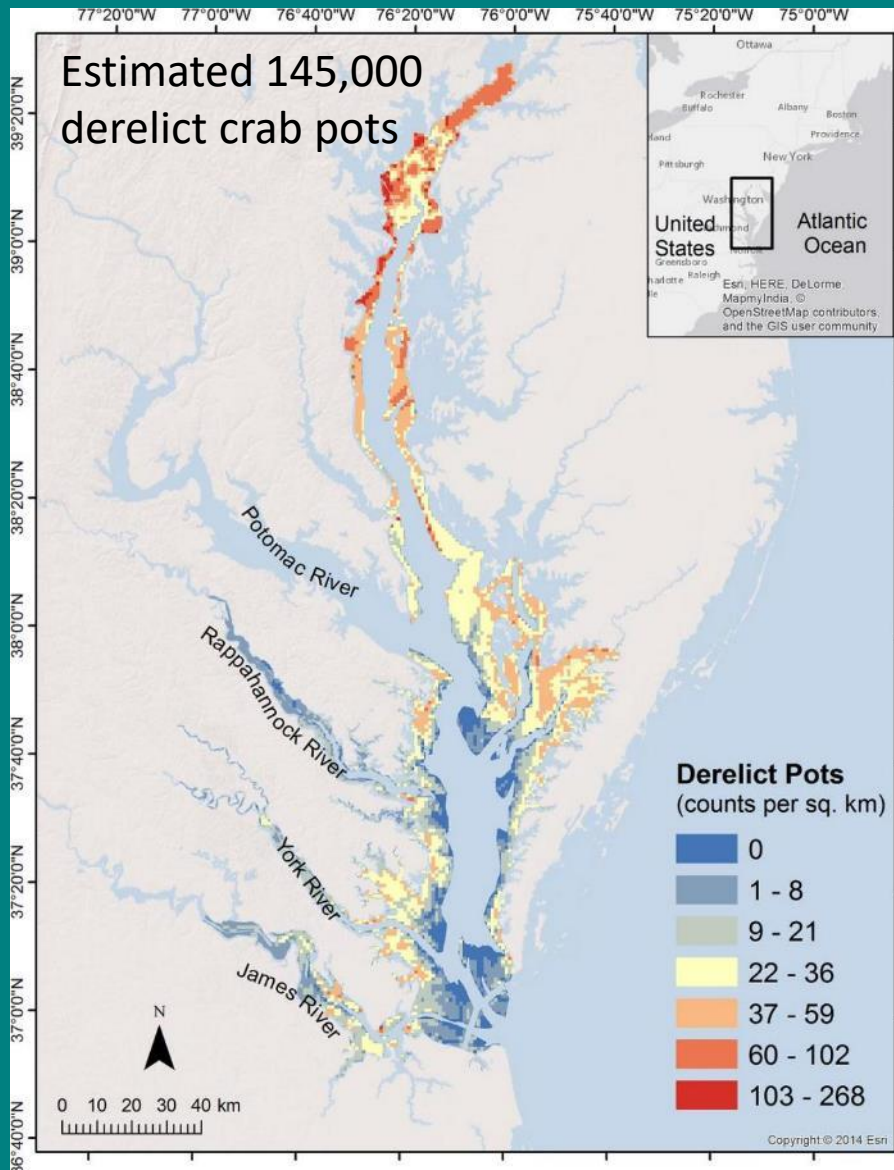 77°20'0"W 76°40'0"W 76°20'0"W 76°0'0"W 75°40'0"W 75°20'0"W 75°0'0"W
Estimated 145,000
derelict crab pots
39°20'0"N
39°0'0"N
38°40'0"N
38°20'0"N
38°0'0"N
37°40'0"N
37°20'0"N
37°0'0"N
36°40'0"N
Ottawa
Rochester
Buffalo
Albany
Boston
Providence
New York
Pittsburgh
Washington
United
States
Atlantic
Ocean
Greensboro
Raleigh
Esri, HERE, DeLorme,
MapmyIndia, ©
OpenStreetMap contributors,
and the GIS user community
Potomac River
Rappahannock River
York River
James River
Derelict Pots
(counts per sq. km)
0
1 - 8
9 - 21
22 - 36
37 - 59
60 - 102
103 - 268
N
0 10 20 30 40 km
Copyright:© 2014 Esri